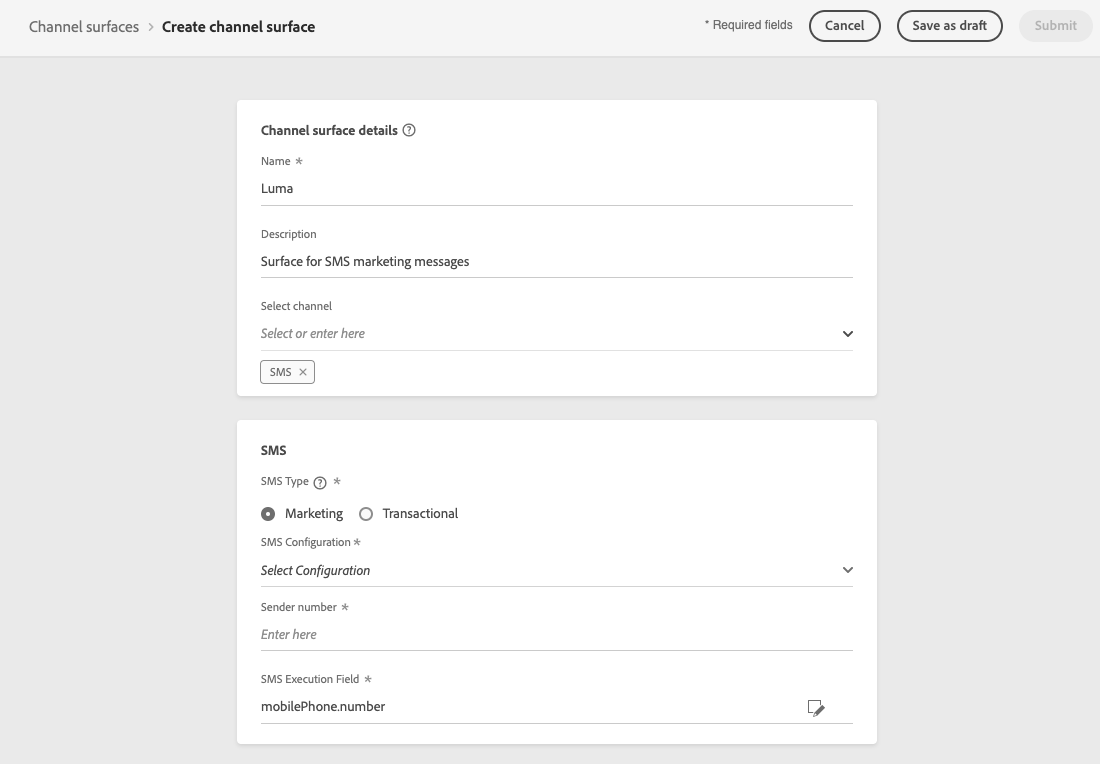 Channel surfaces > Create channel surface
* Required fields
Cancel
Save as draft
Submit
Channel surface details ?
Name *
Luma
Description
Surface for SMS marketing messages
Select channel
Select or enter here
SMS ×
SMS
SMS Type ? *
Marketing Transactional
SMS Configuration *
Select Configuration
Sender number *
Enter here
SMS Execution Field *
mobilePhone.number